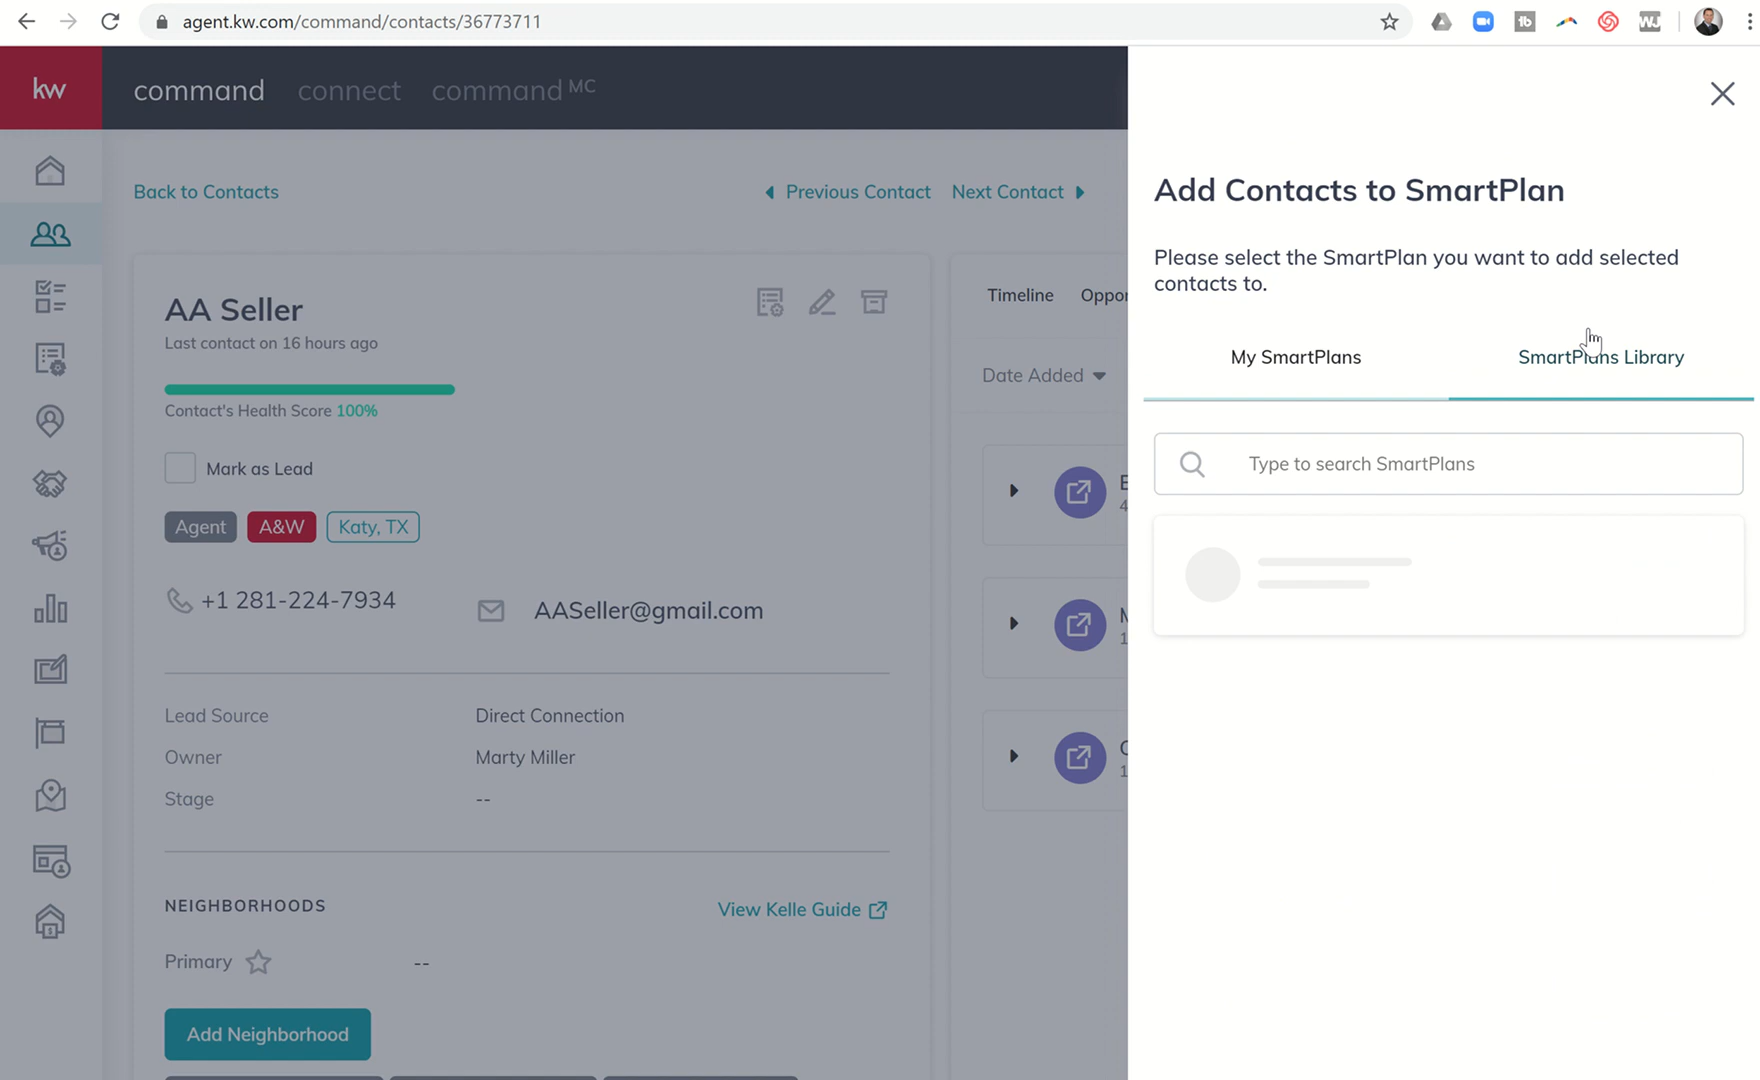 agent.kw.com/command/contacts/36773711
kw
command
connect
command MC
Back to Contacts
Previous Contact
Next Contact
AA Seller
Last contact on 16 hours ago
Contact's Health Score 100%
Mark as Lead
Agent
A&W
Katy, TX
+1 281-224-7934
AASeller@gmail.com
Lead Source
Direct Connection
Owner
Marty Miller
Stage
--
NEIGHBORHOODS
View Kelle Guide
Primary
--
Add Neighborhood
Timeline
Date Added
Add Contacts to SmartPlan
Please select the SmartPlan you want to add selected
contacts to.
My SmartPlans
SmartPlans Library
Type to search SmartPlans